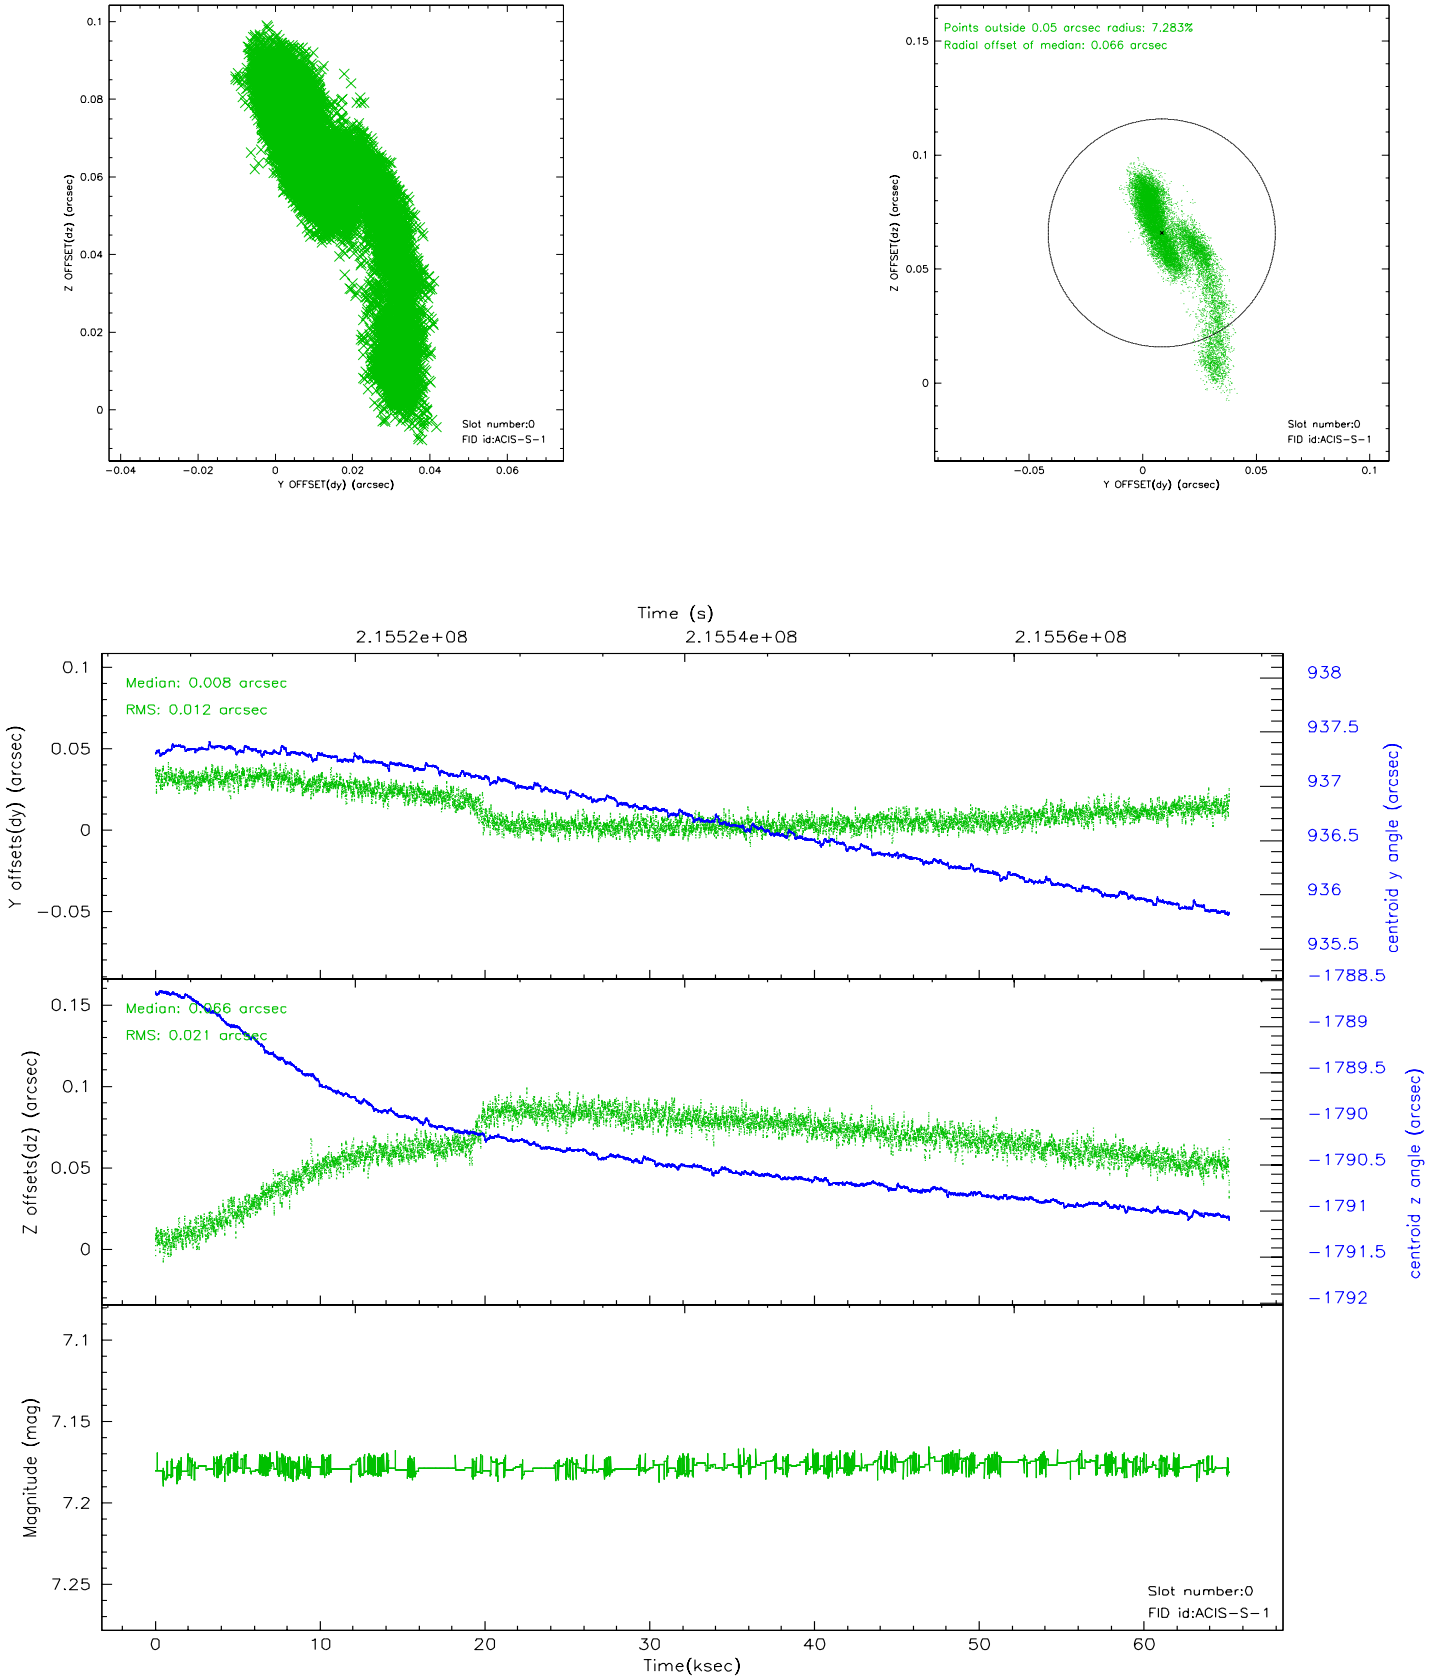 0.1
0.08
0.06
0.04
0.02
0
Z OFFSET(dz) (arcsec)
Slot number:0
FID id:ACIS-S-1
-0.04 -0.02 0 0.02 0.04 0.06
Y OFFSET(dy) (arcsec)
Points outside 0.05 arcsec radius: 7.283%
Radial offset of median: 0.066 arcsec
0.15
0.1
0.05
0
Z OFFSET(dz) (arcsec)
Slot number:0
FID id:ACIS-S-1
-0.05 0 0.05 0.1
Y OFFSET(dy) (arcsec)
Time (s)
2.1552e+08 2.1554e+08 2.1556e+08
Median: 0.008 arcsec
RMS: 0.012 arcsec
0.1
0.05
0
-0.05
Y offsets(dy) (arcsec)
938
937.5
937
936.5
936
935.5
centroid y angle (arcsec)
Median: 0.066 arcsec
RMS: 0.021 arcsec
0.15
0.1
0.05
0
Z offsets(dz) (arcsec)
-1788.5
-1789
-1789.5
-1790
-1790.5
-1791
-1791.5
-1792
centroid z angle (arcsec)
7.1
7.15
7.2
7.25
Magnitude (mag)
Slot number:0
FID id:ACIS-S-1
0 10 20 30 40 50 60
Time(ksec)